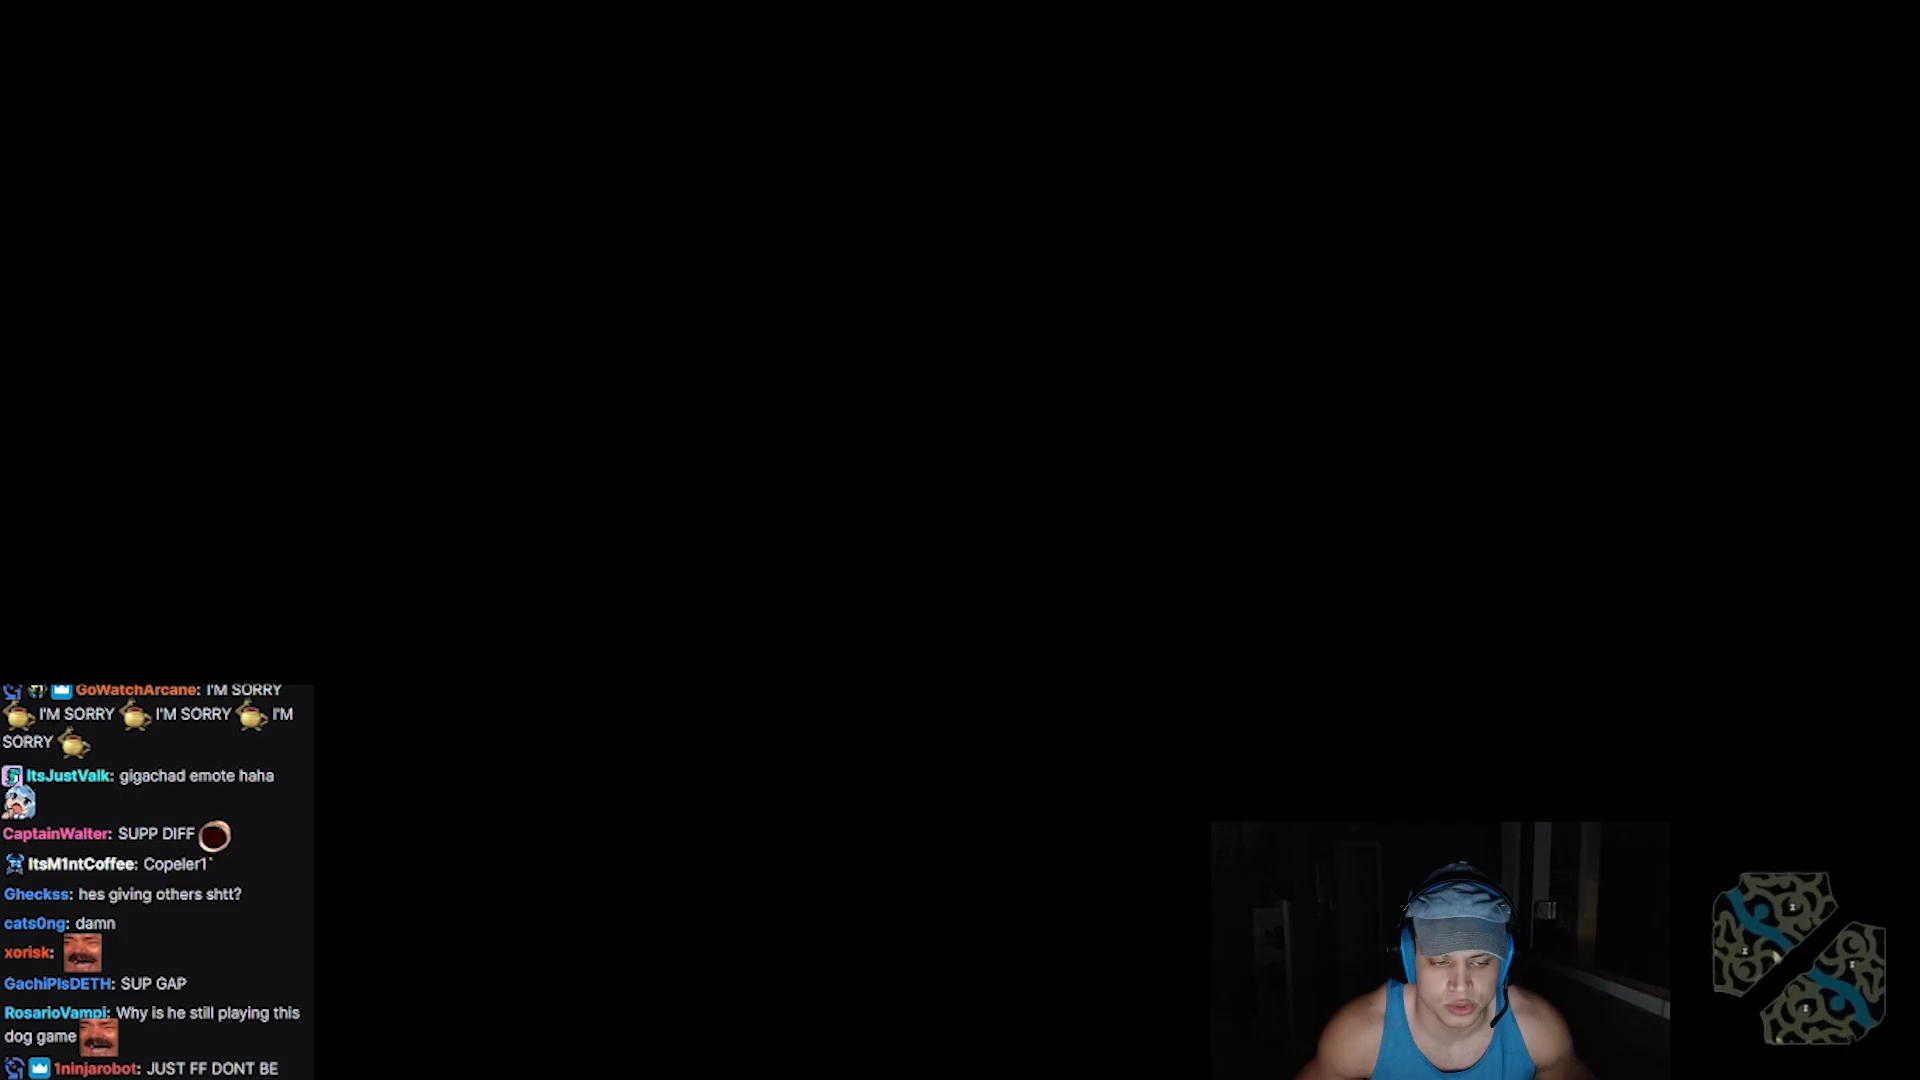 GoWatchArcane: I'M SORRY
I'M SORRY I'M SORRY I'M
SORRY
ItsJustValk: gigachad emote haha
CaptainWalter: SUPP DIFF
ItsM1ntCoffee: Copeler1`
Gheckss: hes giving others shtt?
cats0ng: damn
xorisk:
GachiPlsDETH: SUP GAP
RosarioVampi: Why is he still playing this
dog game
1ninjarobot: JUST FF DONT BE